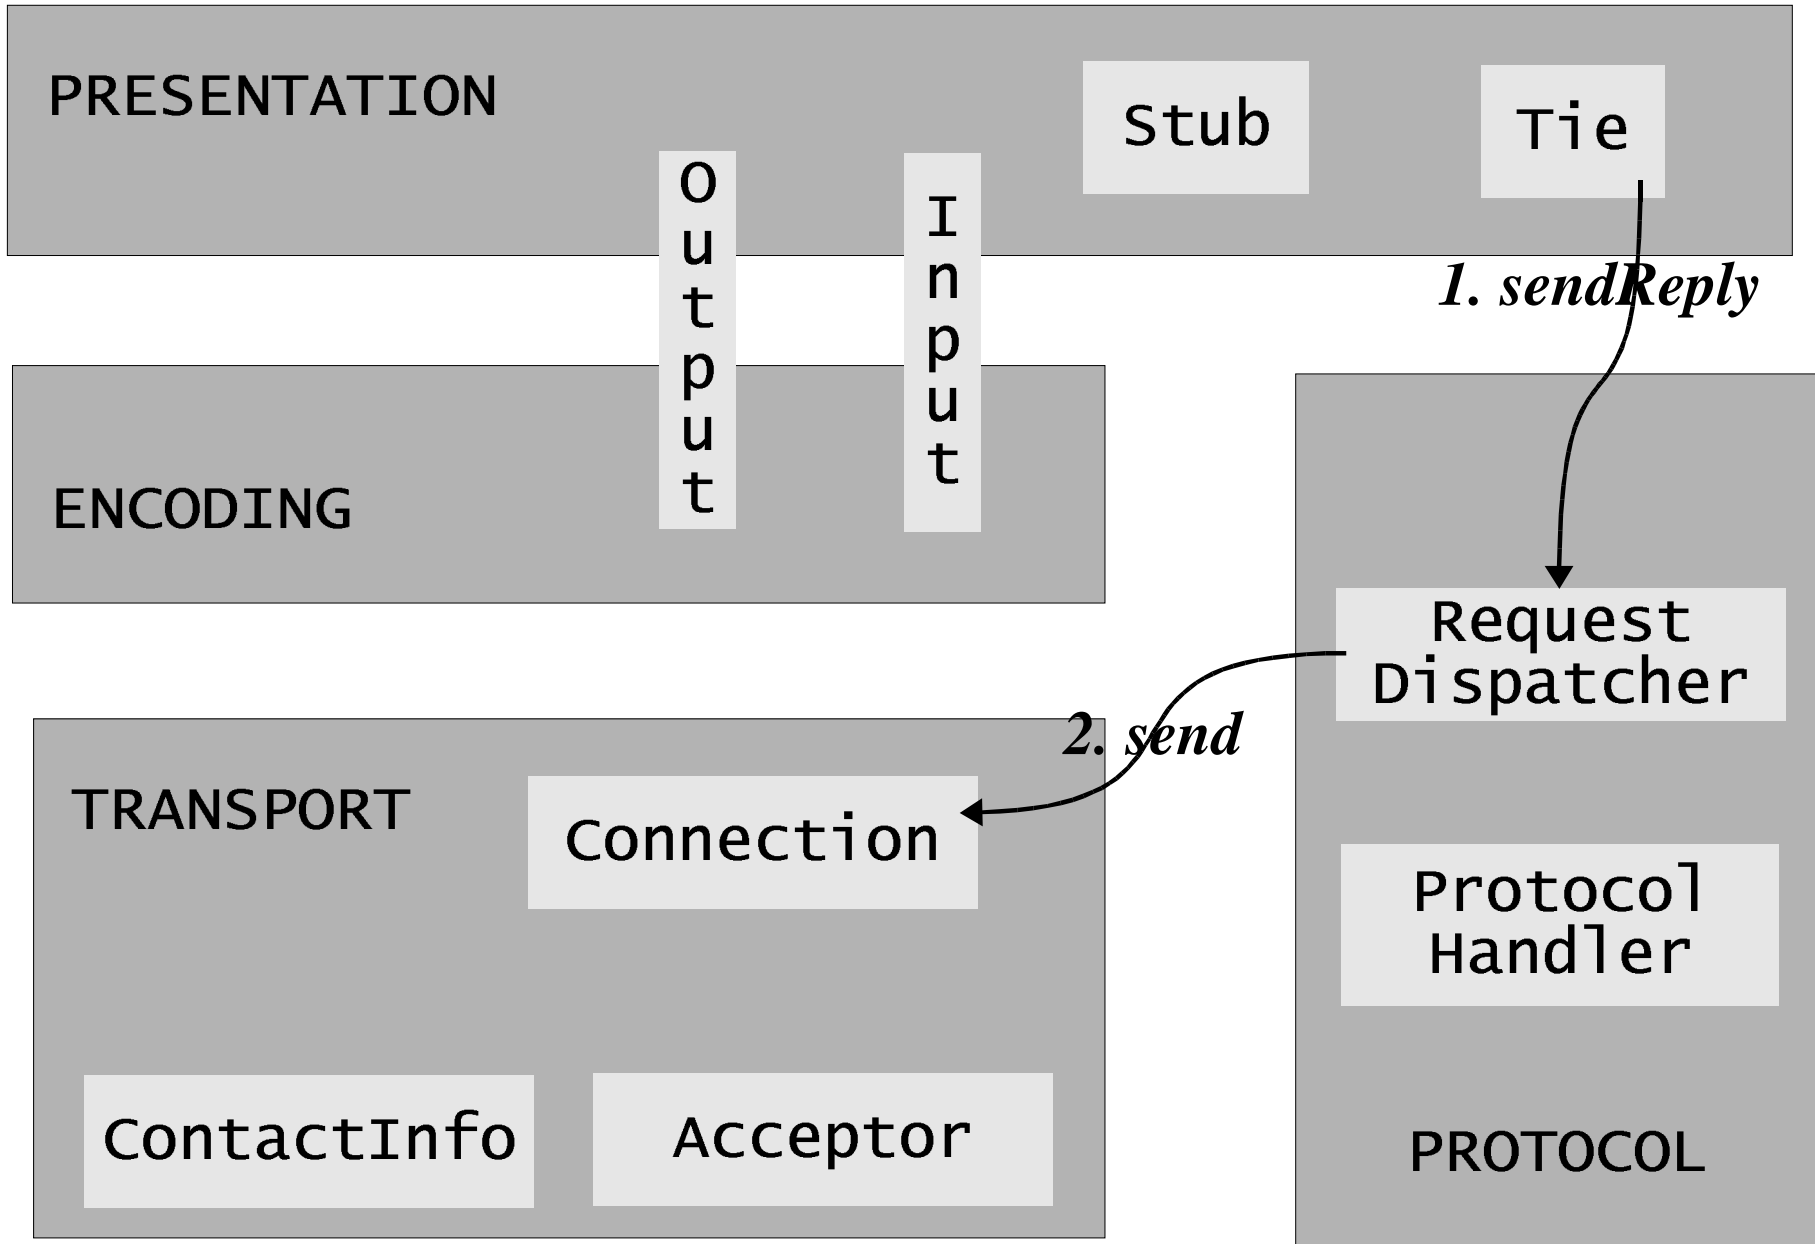 PRESENTATION
Stub
Tie
Output
Input
1. sendReply
ENCODING
Request
Dispatcher
2. send
TRANSPORT
Connection
Protocol
Handler
ContactInfo
Acceptor
PROTOCOL